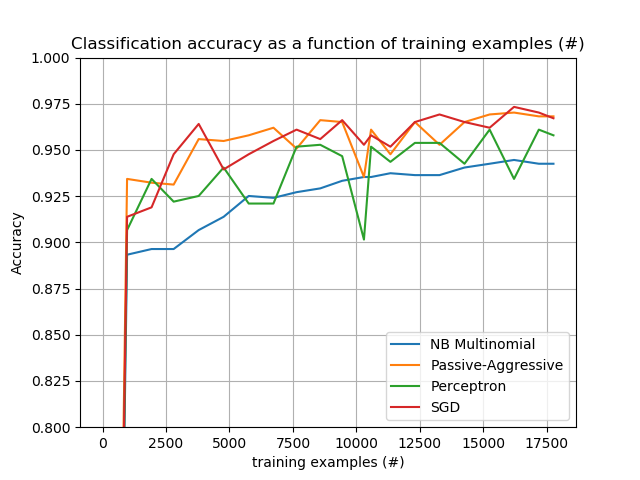 Classification accuracy as a function of training examples (#)
1.000
0.975
0.950
0.925
0.900
0.875
0.850
0.825
0.800
Accuracy
NB Multinomial
Passive-Aggressive
Perceptron
SGD
0 2500 5000 7500 10000 12500 15000 17500
training examples (#)